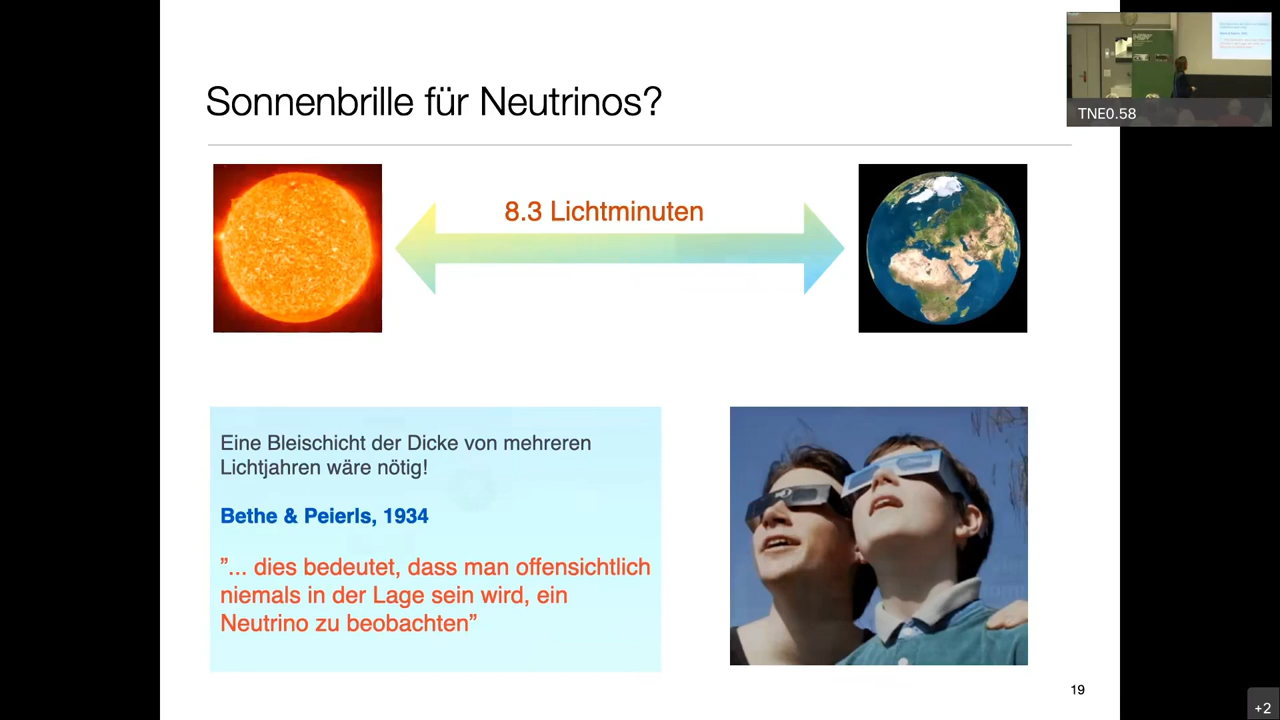 Sonnenbrille für Neutrinos?
TNE0.58
8.3 Lichtminuten
Eine Bleischicht der Dicke von mehreren
Lichtjahren wäre nötig!
Bethe & Peierls, 1934
"... dies bedeutet, dass man offensichtlich
niemals in der Lage sein wird, ein
Neutrino zu beobachten"
19
+2